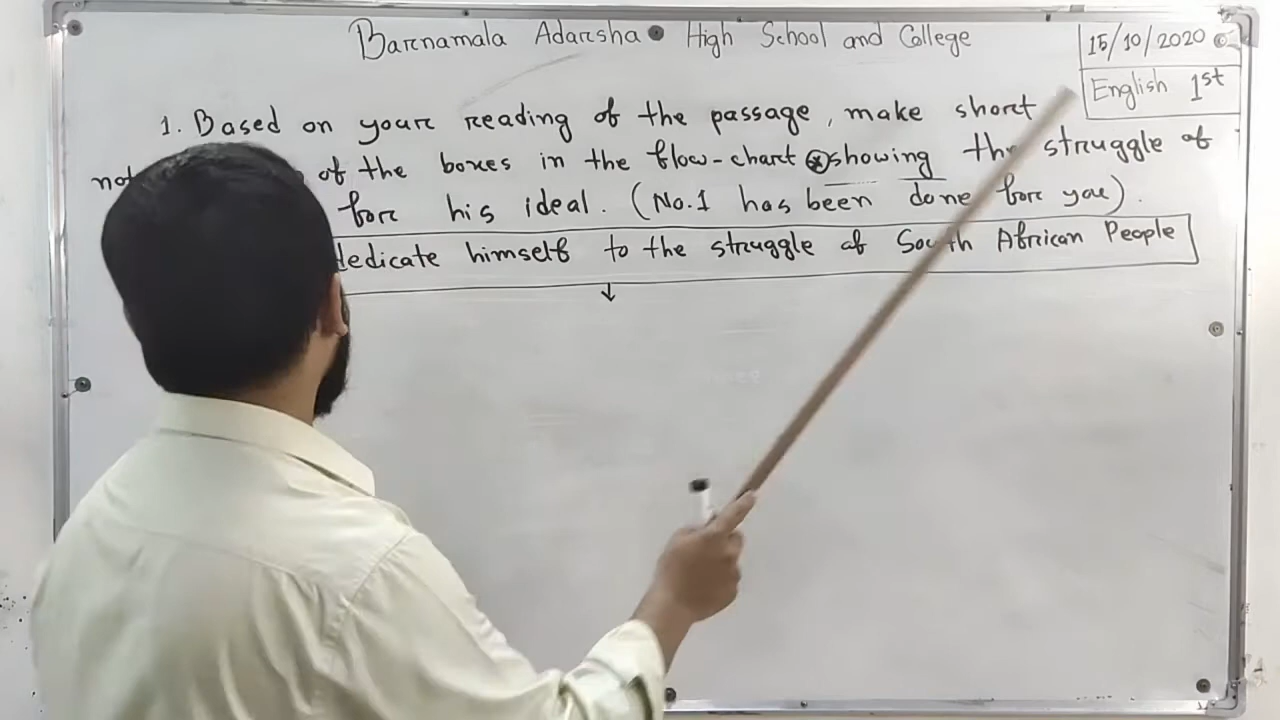 Barnamala Adarsha High School and College
15/10/2020
English 1st
1. Based on your reading of the passage, make short
of the boxes in the flow-chart showing the struggle of
for his ideal. (No.1 has been done for you).
dedicate himself to the struggle of South African People